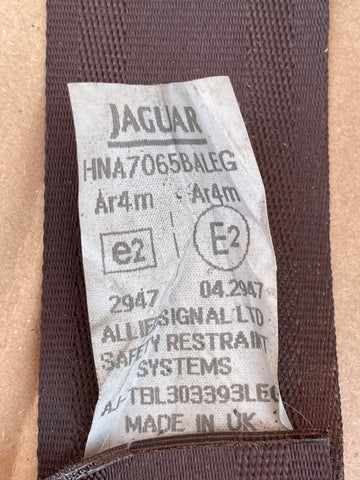 JAGUAR
HNA7065BALEG
Ar4m Ar4m
e2 E2
2947 04.2947
ALLIEDSIGNAL LTD
SAFETY RESTRAINT
SYSTEMS
MADE IN UK